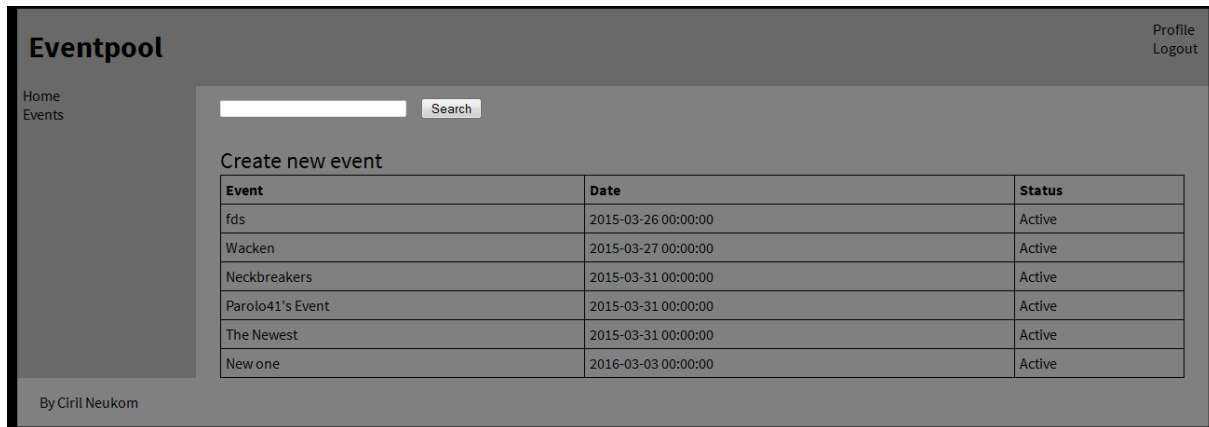 Eventpool
Profile
Logout
Home
Events
Search
Create new event
Event Date Status
fds 2015-03-26 00:00:00 Active
Wacken 2015-03-27 00:00:00 Active
Neckbreakers 2015-03-31 00:00:00 Active
Parolo41's Event 2015-03-31 00:00:00 Active
The Newest 2015-03-31 00:00:00 Active
New one 2016-03-03 00:00:00 Active
By Ciril Neukom